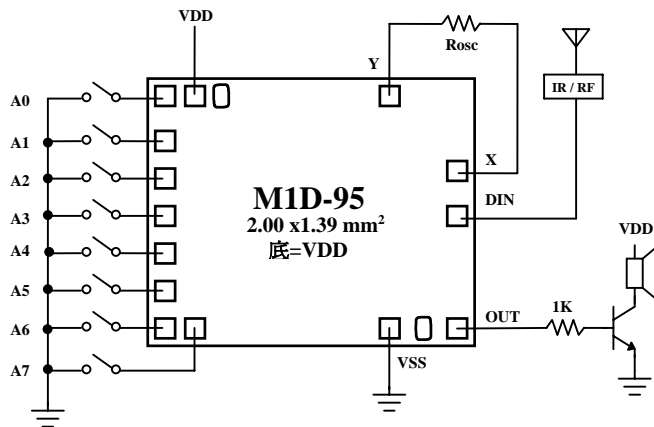 VDD
Y
Rosc
IR / RF
A0
A1
A2
A3
A4
A5
A6
A7
M1D-95
2.00 x1.39 mm²
底=VDD
X
DIN
VDD
1K
OUT
VSS